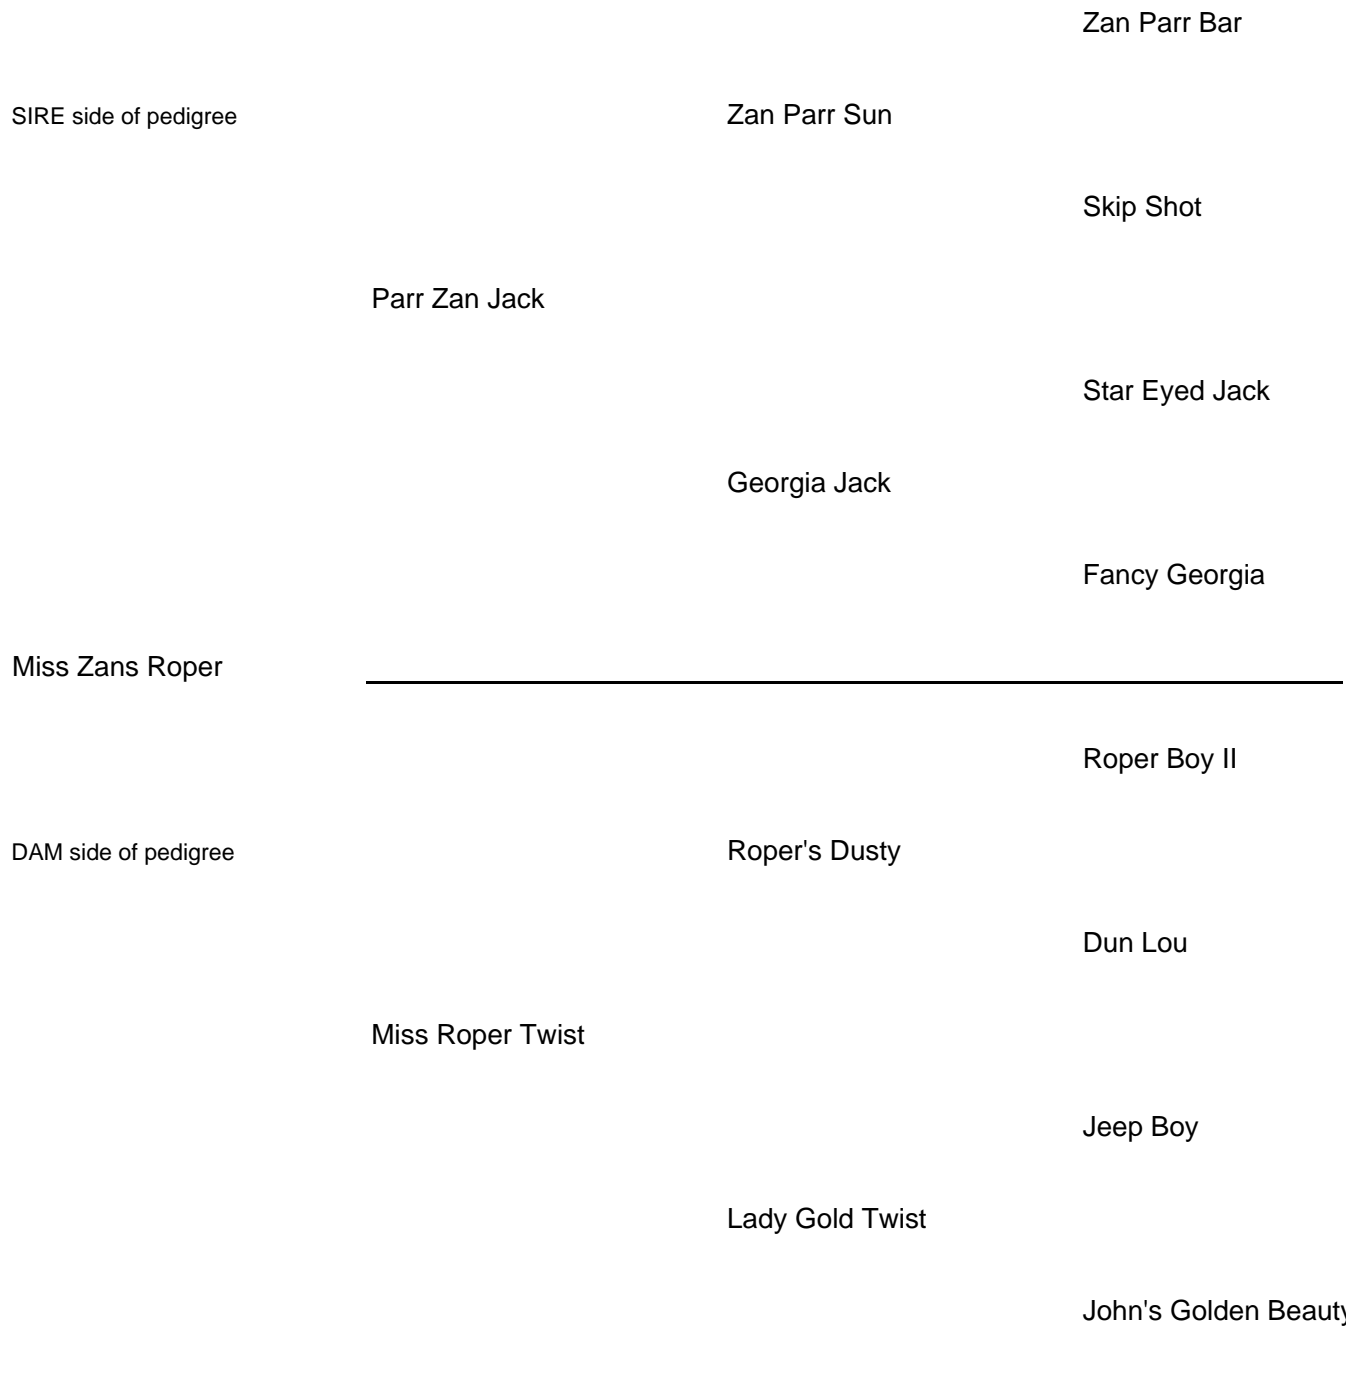 Zan Parr Bar
SIRE side of pedigree
Zan Parr Sun
Skip Shot
Parr Zan Jack
Star Eyed Jack
Georgia Jack
Fancy Georgia
Miss Zans Roper
Roper Boy II
DAM side of pedigree
Roper's Dusty
Dun Lou
Miss Roper Twist
Jeep Boy
Lady Gold Twist
John's Golden Beauty